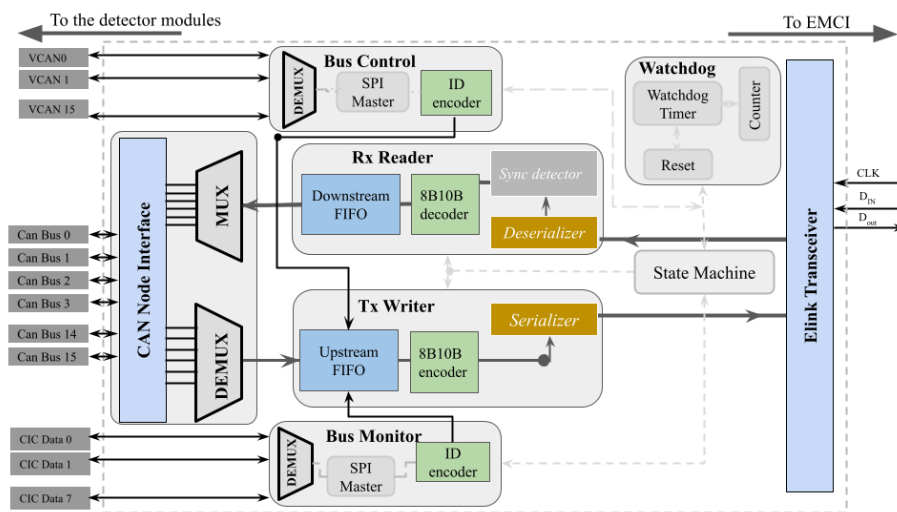 To the detector modules
To EMCI
VCAN0
VCAN 1
VCAN 15
Bus Control
DEMUX
SPI
Master
ID
encoder
Watchdog
Watchdog
Timer
Counter
Reset
Rx Reader
Downstream
FIFO
8B10B
decoder
Sync detector
Deserializer
CAN Node Interface
MUX
DEMUX
Can Bus 0
Can Bus 1
Can Bus 2
Can Bus 3
Can Bus 14
Can Bus 15
State Machine
Elink Transceiver
CLK
DIN
Dout
Tx Writer
Upstream
FIFO
8B10B
encoder
Serializer
CIC Data 0
CIC Data 1
CIC Data 7
Bus Monitor
DEMUX
SPI
Master
ID
encoder